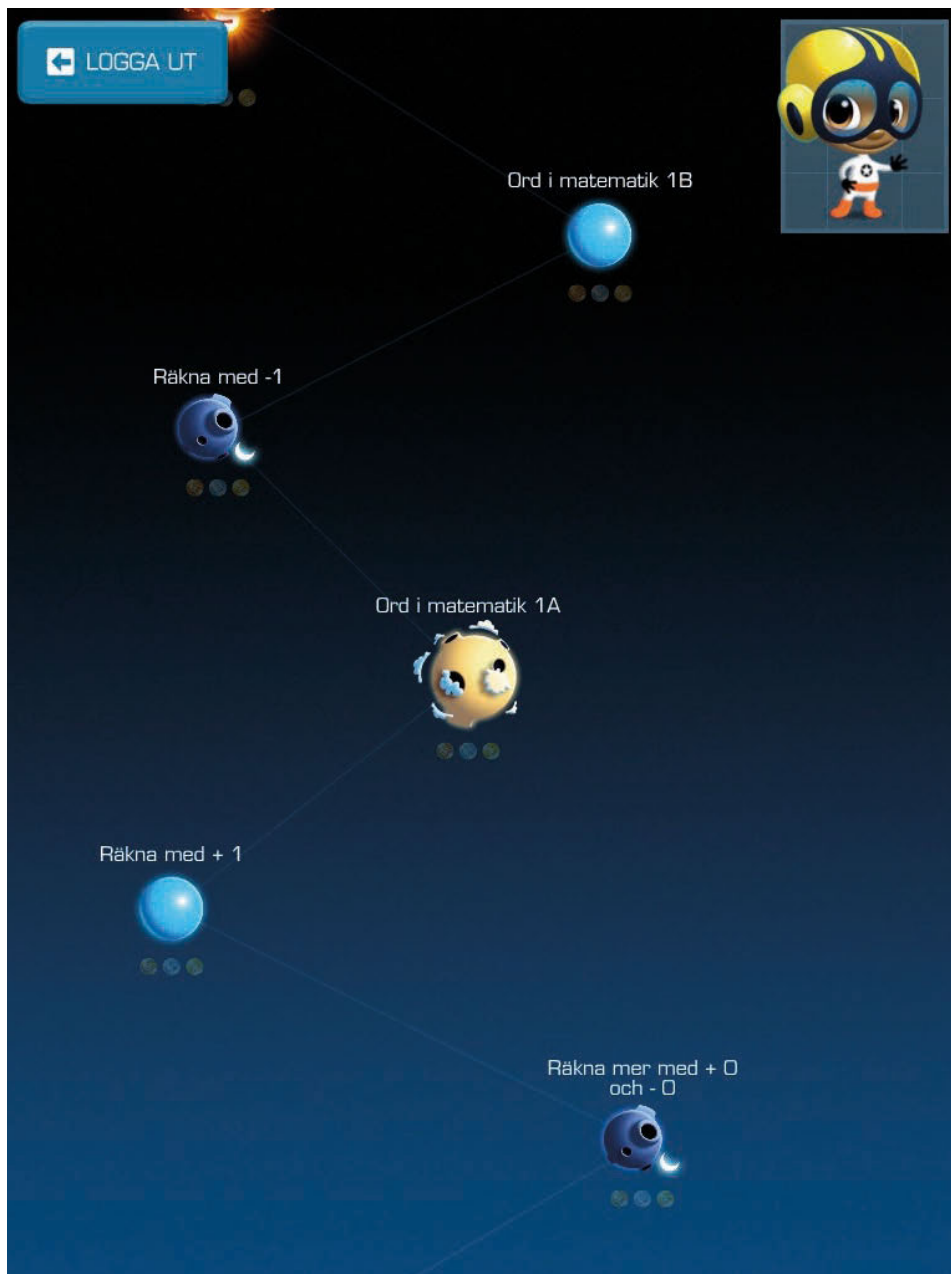 LOGGA UT
Ord i matematik 1B
Räkna med -1
Ord i matematik 1A
Räkna med + 1
Räkna mer med + 0
och - 0